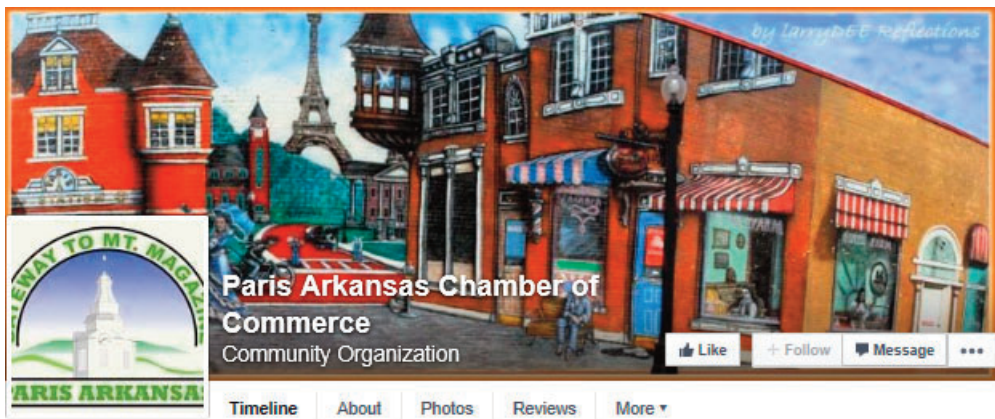 by LarryDEE Reflections
GATEWAY TO MT. MAGAZINE
PARIS ARKANSAS
Paris Arkansas Chamber of
Commerce
Community Organization
Like
+ Follow
Message
Timeline
About
Photos
Reviews
More